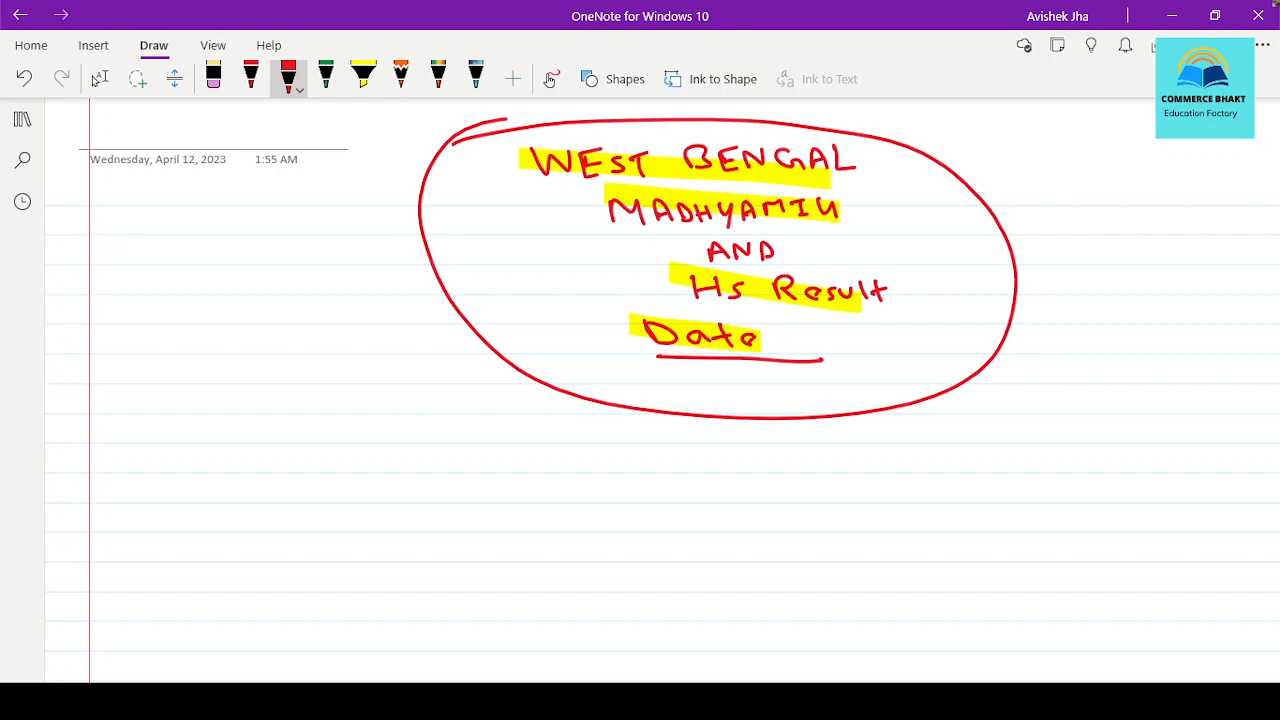 OneNote for Windows 10
Avishek Jha
Home Insert Draw View Help
Shapes Ink to Shape Ink to Text
COMMERCE BHAKT
Education Factory
Wednesday, April 12, 2023 1:55 AM
WEST BENGAL
MADHYAMIK
AND
Hs Result
Date